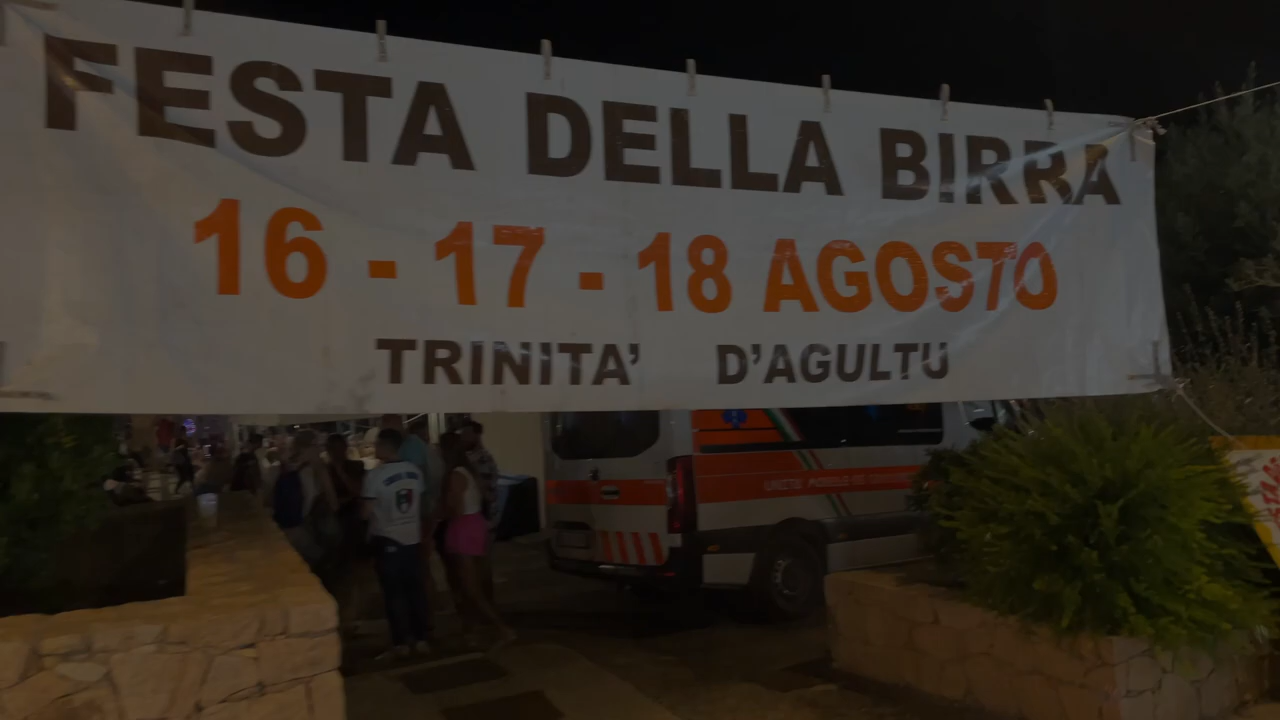 FESTA DELLA BIRRA
16 - 17 - 18 AGOSTO
TRINITA' D'AGULTU